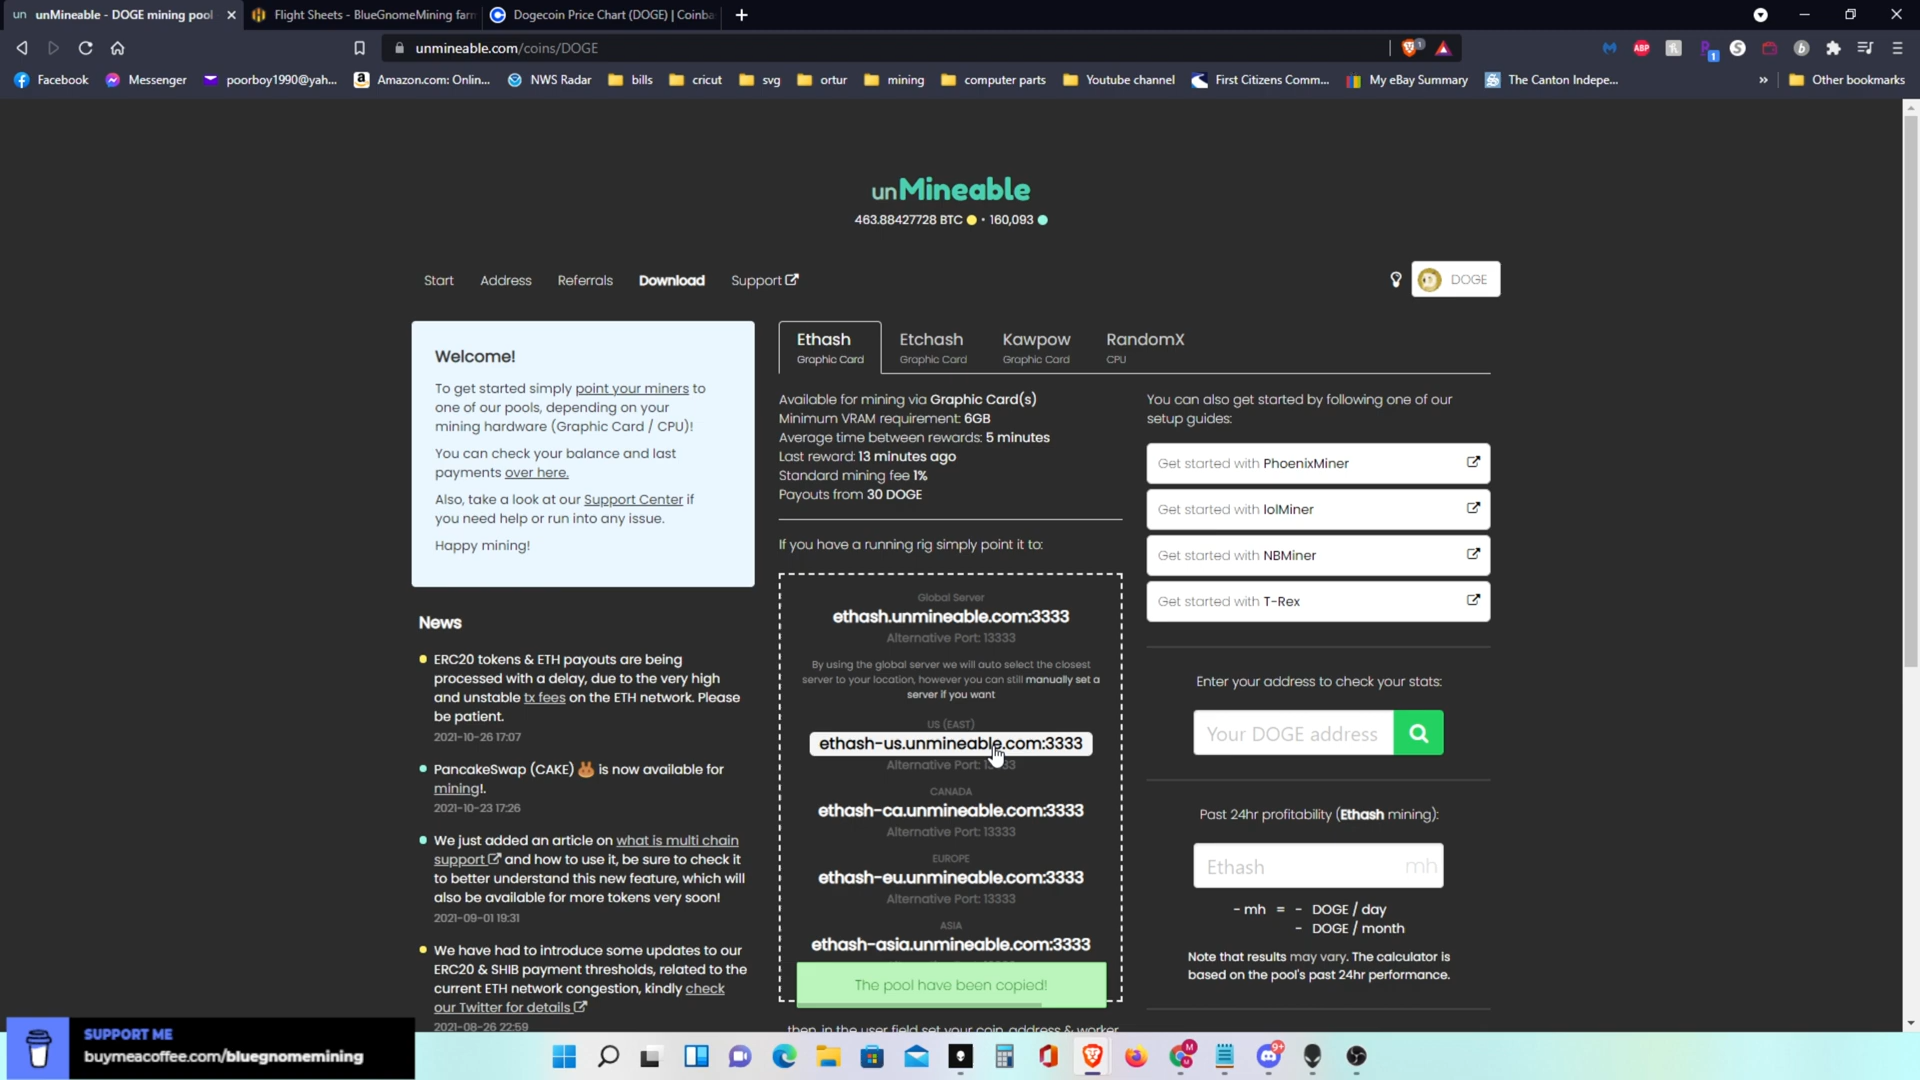 un unMineable - DOGE mining pool
Flight Sheets - BlueGnomeMining farm
Dogecoin Price Chart (DOGE) | Coinba
unmineable.com/coins/DOGE
Facebook
Messenger
poorboy1990@yah...
Amazon.com: Onlin...
NWS Radar
bills
cricut
svg
ortur
mining
computer parts
Youtube channel
First Citizens Comm...
My eBay Summary
The Canton Indepe...
»
Other bookmarks
unMineable
463.88427728 BTC • 160,093
Start
Address
Referrals
Download
Support
DOGE
Welcome!
To get started simply point your miners to
one of our pools, depending on your
mining hardware (Graphic Card / CPU)!
You can check your balance and last
payments over here.
Also, take a look at our Support Center if
you need help or run into any issue.
Happy mining!
News
ERC20 tokens & ETH payouts are being
processed with a delay, due to the very high
and unstable tx fees on the ETH network. Please
be patient.
2021-10-26 17:07
PancakeSwap (CAKE) is now available for
mining!.
2021-10-23 17:26
We just added an article on what is multi chain
support and how to use it, be sure to check it
to better understand this new feature, which will
also be available for more tokens very soon!
2021-09-01 19:31
We have had to introduce some updates to our
ERC20 & SHIB payment thresholds, related to the
current ETH network congestion, kindly check
our Twitter for details
2021-08-26 22:59
Ethash
Graphic Card
Etchash
Graphic Card
Kawpow
Graphic Card
RandomX
CPU
Available for mining via Graphic Card(s)
Minimum VRAM requirement: 6GB
Average time between rewards: 5 minutes
Last reward: 13 minutes ago
Standard mining fee 1%
Payouts from 30 DOGE
If you have a running rig simply point it to:
Global Server
ethash.unmineable.com:3333
Alternative Port: 13333
By using the global server we will auto select the closest
server to your location, however you can still manually set a
server if you want
US (EAST)
ethash-us.unmineable.com:3333
Alternative Port: 13333
CANADA
ethash-ca.unmineable.com:3333
Alternative Port: 13333
EUROPE
ethash-eu.unmineable.com:3333
Alternative Port: 13333
ASIA
ethash-asia.unmineable.com:3333
The pool have been copied!
then, in the user field set your coin, address & worker
You can also get started by following one of our
setup guides:
Get started with PhoenixMiner
Get started with lolMiner
Get started with NBMiner
Get started with T-Rex
Enter your address to check your stats:
Your DOGE address
Past 24hr profitability (Ethash mining):
Ethash
mh
- mh = - DOGE / day
- DOGE / month
Note that results may vary. The calculator is
based on the pool's past 24hr performance.
SUPPORT ME
buymeacoffee.com/bluegnomemining